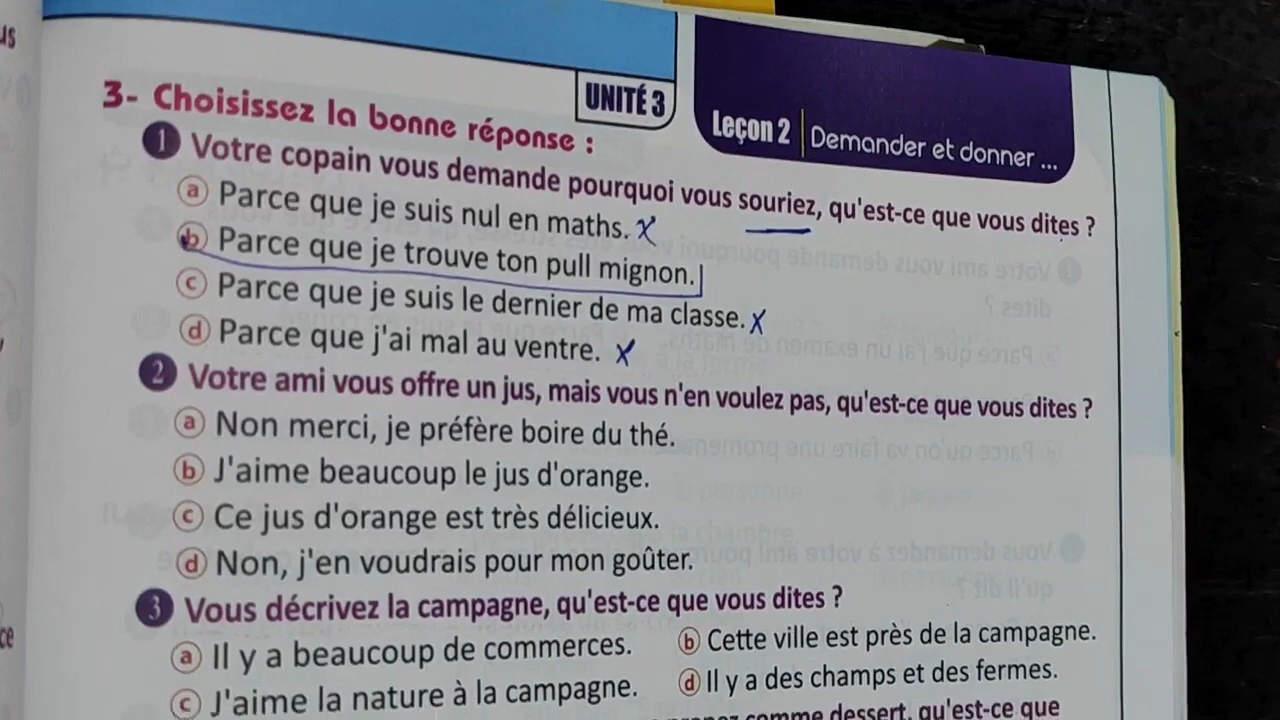 UNITÉ 3
Leçon 2 | Demander et donner ...
3- Choisissez la bonne réponse :
1 Votre copain vous demande pourquoi vous souriez, qu'est-ce que vous dites ?
a Parce que je suis nul en maths. X
b Parce que je trouve ton pull mignon.
c Parce que je suis le dernier de ma classe. X
d Parce que j'ai mal au ventre. X
2 Votre ami vous offre un jus, mais vous n'en voulez pas, qu'est-ce que vous dites ?
a Non merci, je préfère boire du thé.
b J'aime beaucoup le jus d'orange.
c Ce jus d'orange est très délicieux.
d Non, j'en voudrais pour mon goûter.
3 Vous décrivez la campagne, qu'est-ce que vous dites ?
a Il y a beaucoup de commerces. b Cette ville est près de la campagne.
c J'aime la nature à la campagne. d Il y a des champs et des fermes.
comme dessert, qu'est-ce que